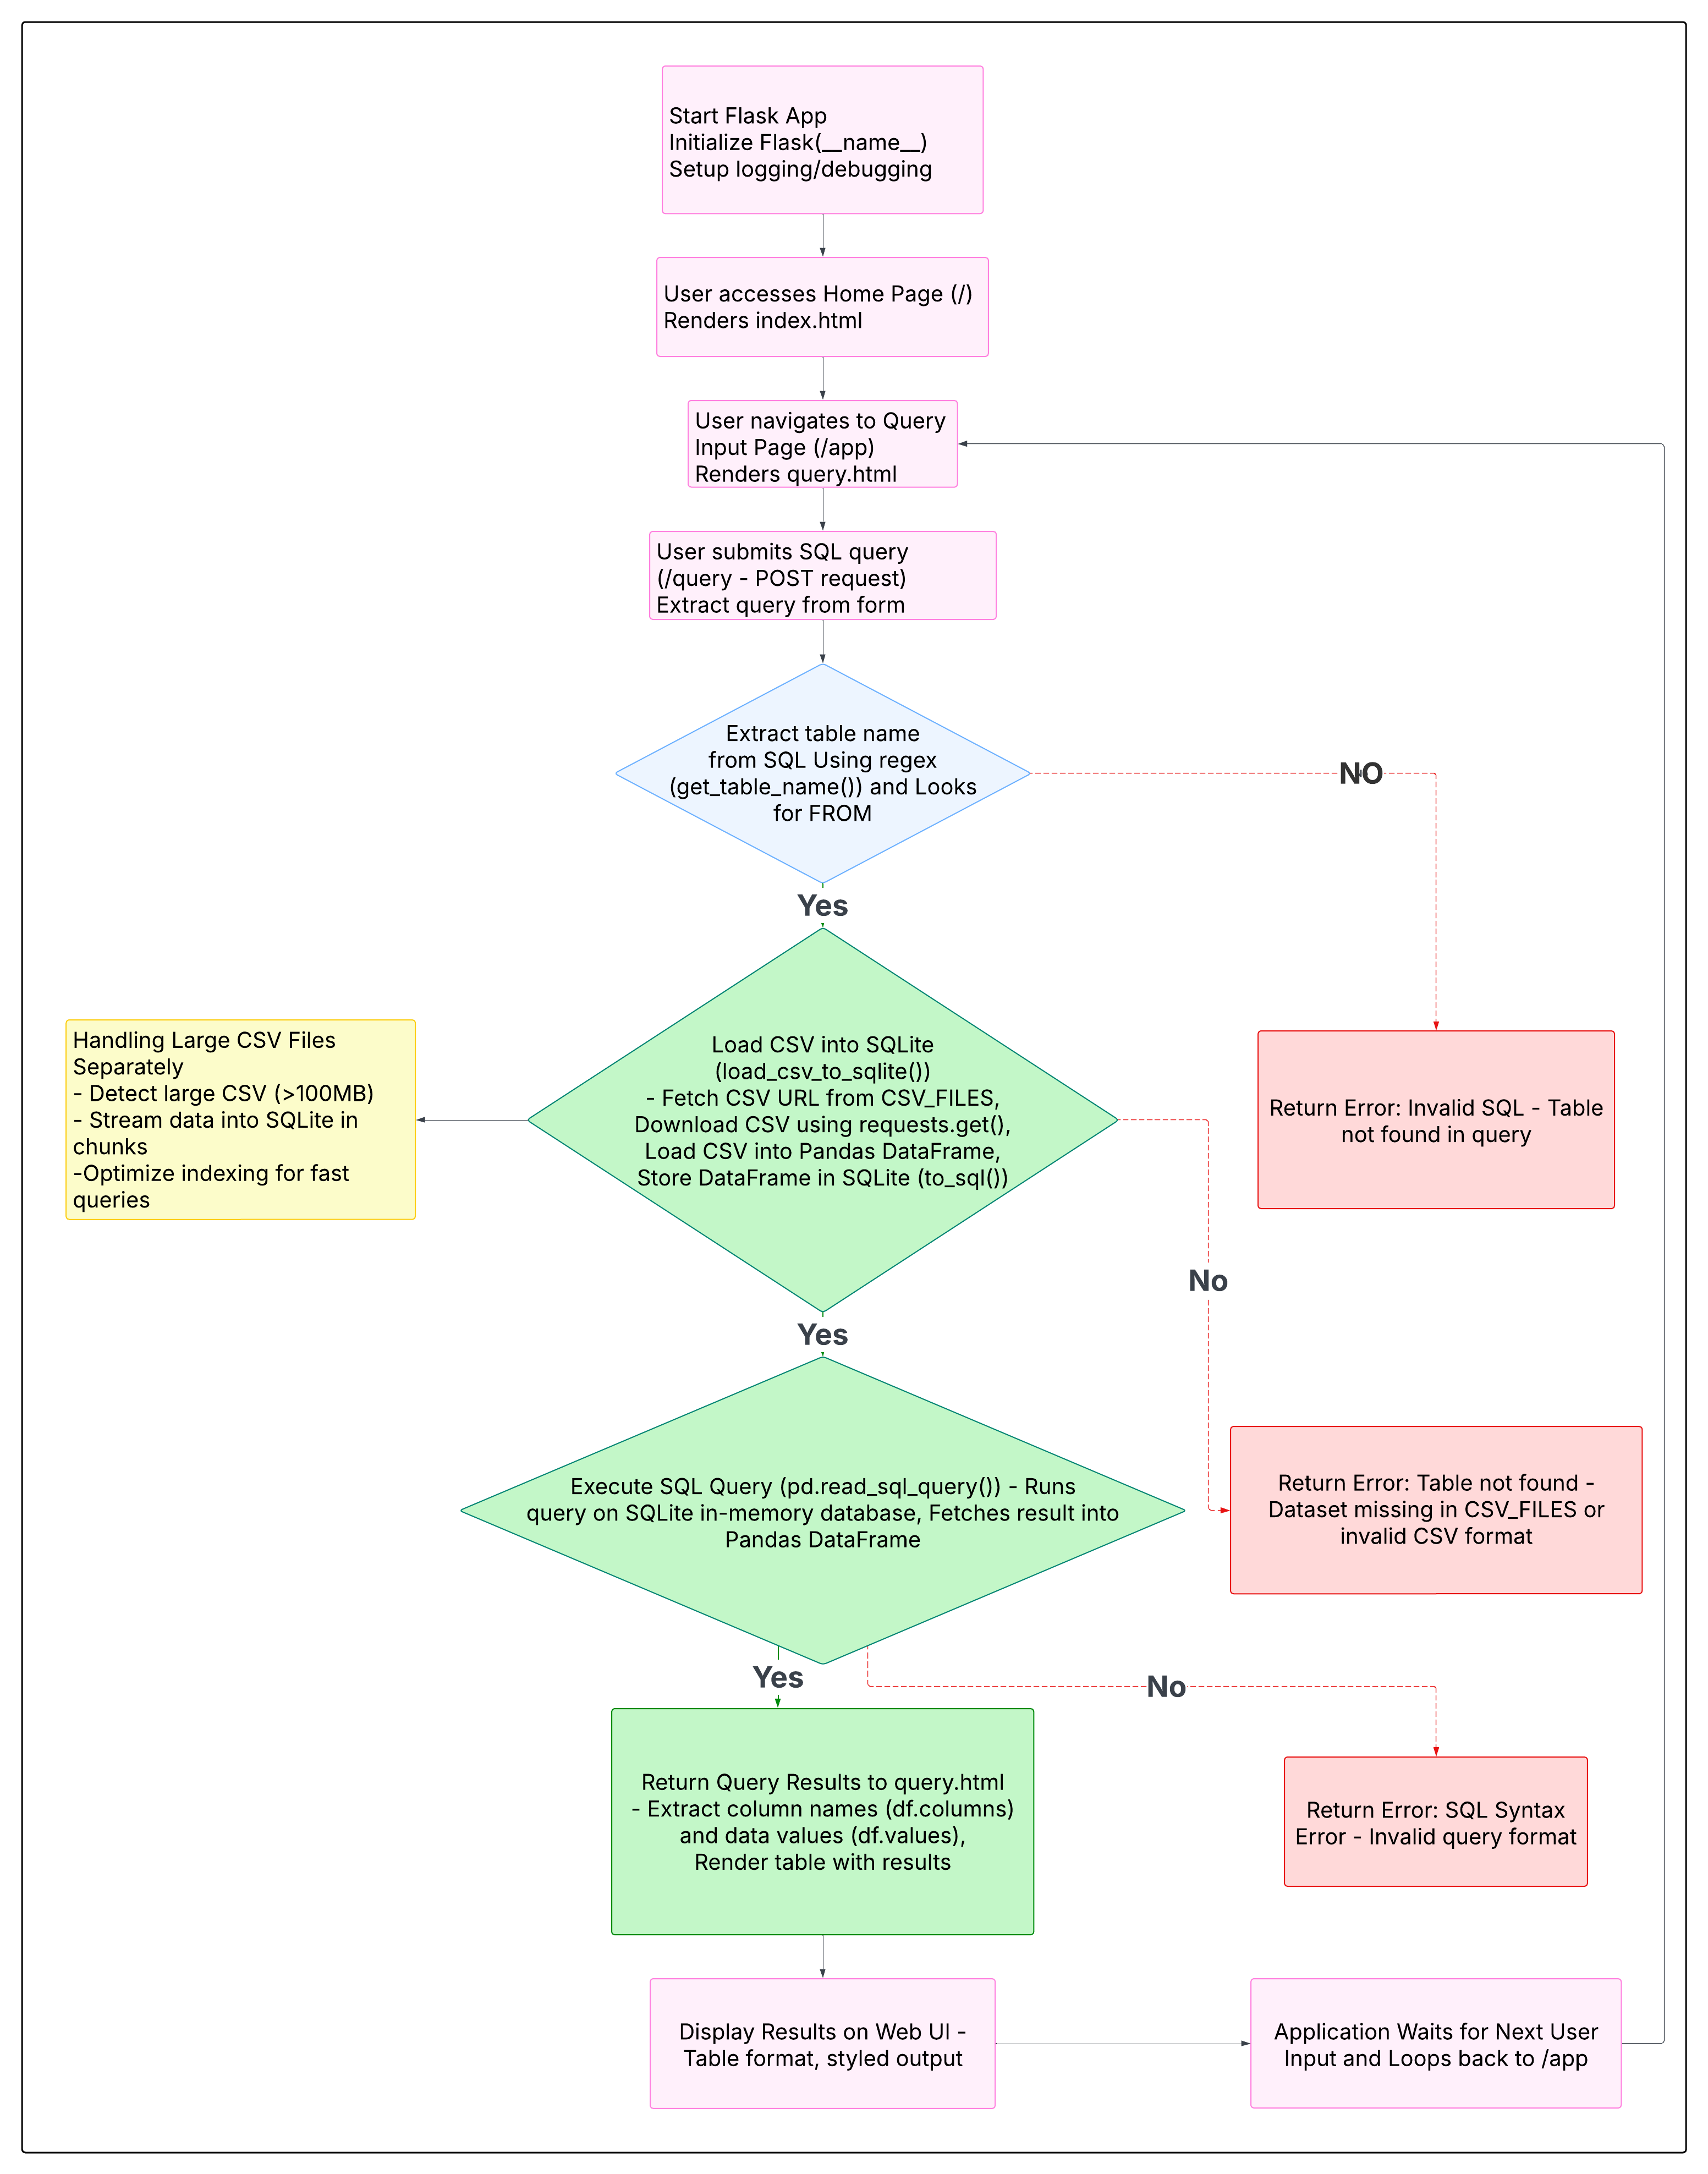 Start Flask App
Initialize Flask(__name__)
Setup logging/debugging
User accesses Home Page (/)
Renders index.html
User navigates to Query
Input Page (/app)
Renders query.html
User submits SQL query
(/query - POST request)
Extract query from form
Extract table name
from SQL Using regex
(get_table_name()) and Looks
for FROM
NO
Yes
Handling Large CSV Files
Separately
- Detect large CSV (>100MB)
- Stream data into SQLite in
chunks
-Optimize indexing for fast
queries
Load CSV into SQLite
(load_csv_to_sqlite())
- Fetch CSV URL from CSV_FILES,
Download CSV using requests.get(),
Load CSV into Pandas DataFrame,
Store DataFrame in SQLite (to_sql())
Return Error: Invalid SQL - Table
not found in query
No
Yes
Execute SQL Query (pd.read_sql_query()) - Runs
query on SQLite in-memory database, Fetches result into
Pandas DataFrame
Return Error: Table not found -
Dataset missing in CSV_FILES or
invalid CSV format
Yes
No
Return Query Results to query.html
- Extract column names (df.columns)
and data values (df.values),
Render table with results
Return Error: SQL Syntax
Error - Invalid query format
Display Results on Web UI -
Table format, styled output
Application Waits for Next User
Input and Loops back to /app